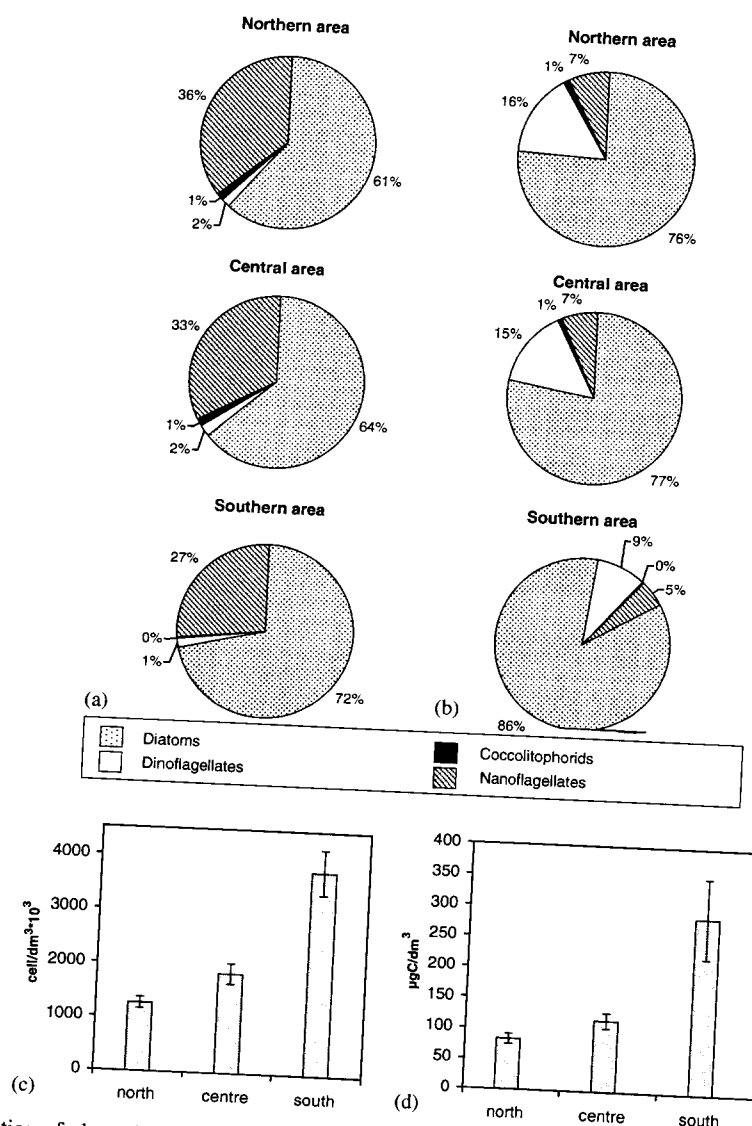 Northern area
36%
61%
1%
2%
Northern area
1% 7%
16%
76%
Central area
33%
64%
1%
2%
Central area
1% 7%
15%
77%
Southern area
27%
0%
1%
72%
(a)
Southern area
9%
0%
5%
86%
(b)
Diatoms
Dinoflagellates
Coccolitophorids
Nanoflagellates
4000
3000
2000
1000
0
cell/dm³*10³
north centre south
(c)
400
350
300
250
200
150
100
50
0
µgC/dm³
north centre south
(d)